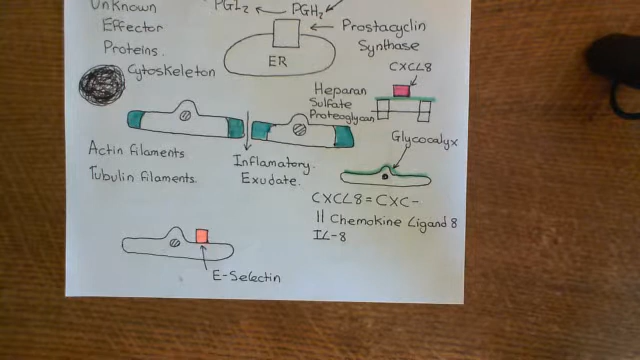 Unknown
Effector
Proteins.
PGI2 ← PGH2
Prostacyclin
Synthase
ER
Cytoskeleton
CXCL8
Heparan
Sulfate
Proteoglycan
Glycocalyx
Actin filaments
Tubulin filaments.
Inflamatory
Exudate.
CXCL8 = CXC-
|| Chemokine Ligand 8
IL-8
E-Selectin